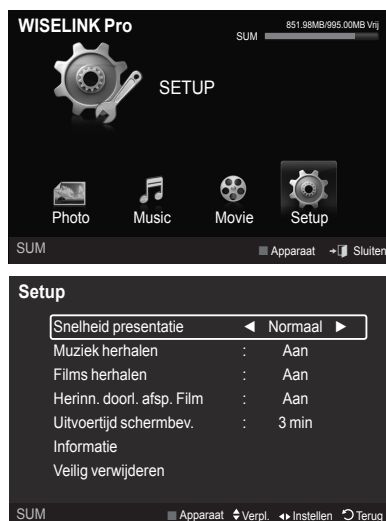 WISELINK Pro
851.98MB/995.00MB Vrij
SUM
SETUP
Photo Music Movie Setup
SUM Apparaat Sluiten
Setup
Snelheid presentatie ◄ Normaal ►
Muziek herhalen : Aan
Films herhalen : Aan
Herinn. doorl. afsp. Film : Aan
Uitvoertijd schermbev. : 3 min
Informatie
Veilig verwijderen
SUM Apparaat Verpl. Instellen Terug